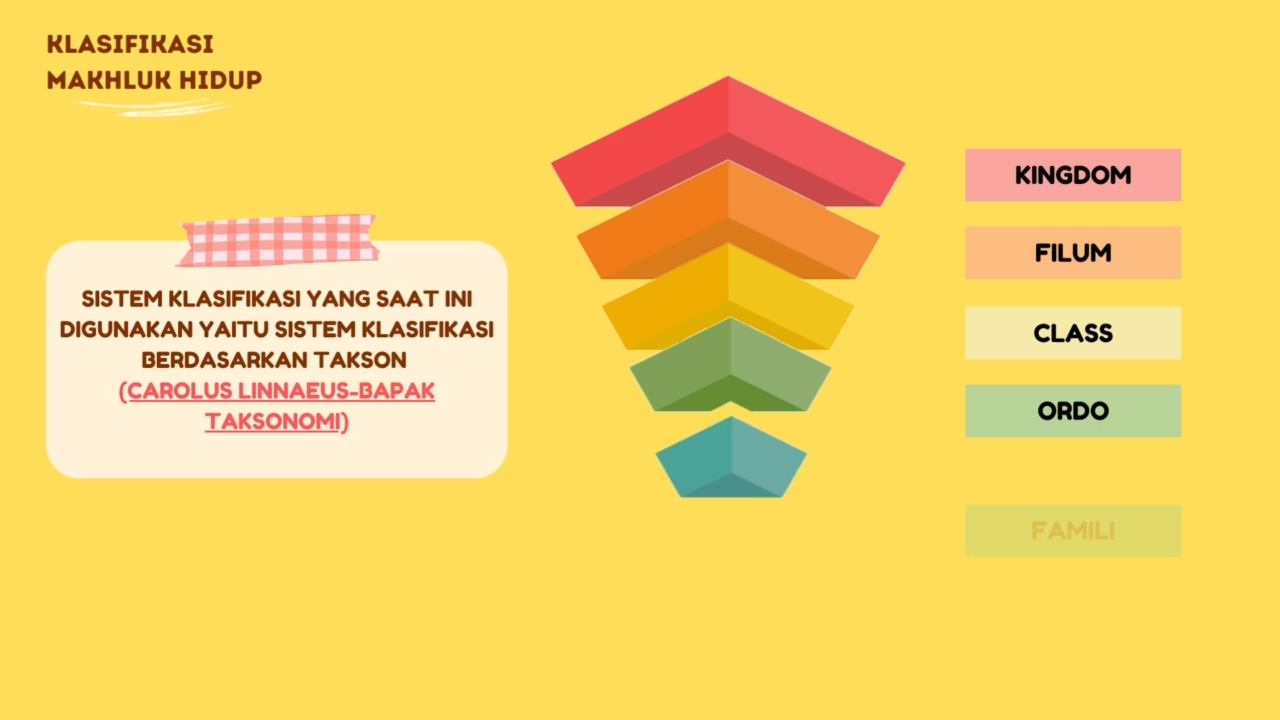 KLASIFIKASI
MAKHLUK HIDUP
SISTEM KLASIFIKASI YANG SAAT INI
DIGUNAKAN YAITU SISTEM KLASIFIKASI
BERDASARKAN TAKSON
(CAROLUS LINNAEUS-BAPAK
TAKSONOMI)
KINGDOM
FILUM
CLASS
ORDO
FAMILI